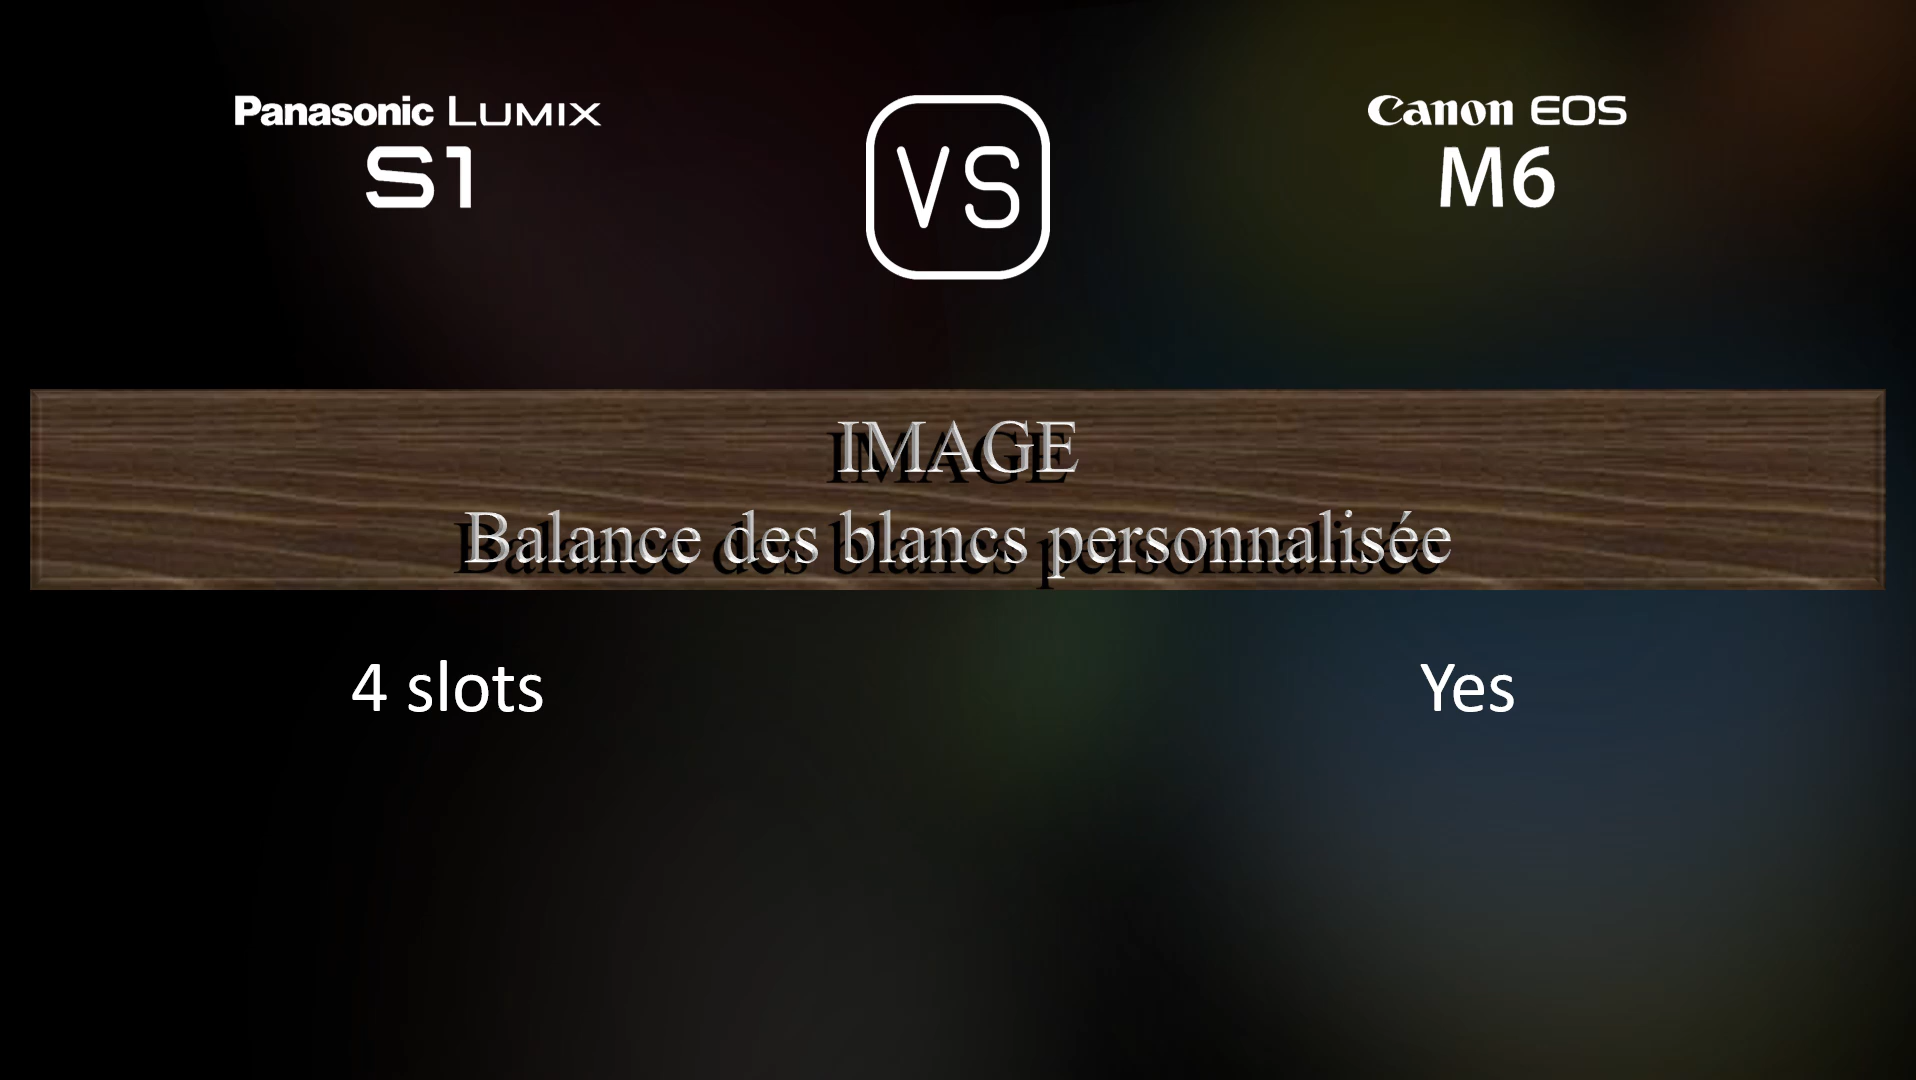 Panasonic LUMIX
S1
VS
Canon EOS
M6
IMAGE
Balance des blancs personnalisée
4 slots
Yes